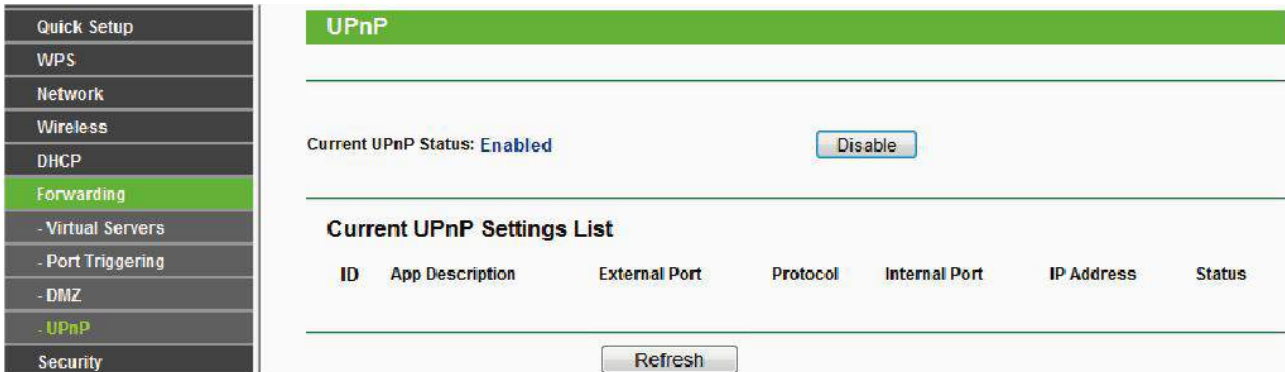 Quick Setup
WPS
Network
Wireless
DHCP
Forwarding
- Virtual Servers
- Port Triggering
- DMZ
- UPnP
Security
UPnP
Current UPnP Status: Enabled Disable
Current UPnP Settings List
ID App Description External Port Protocol Internal Port IP Address Status
Refresh